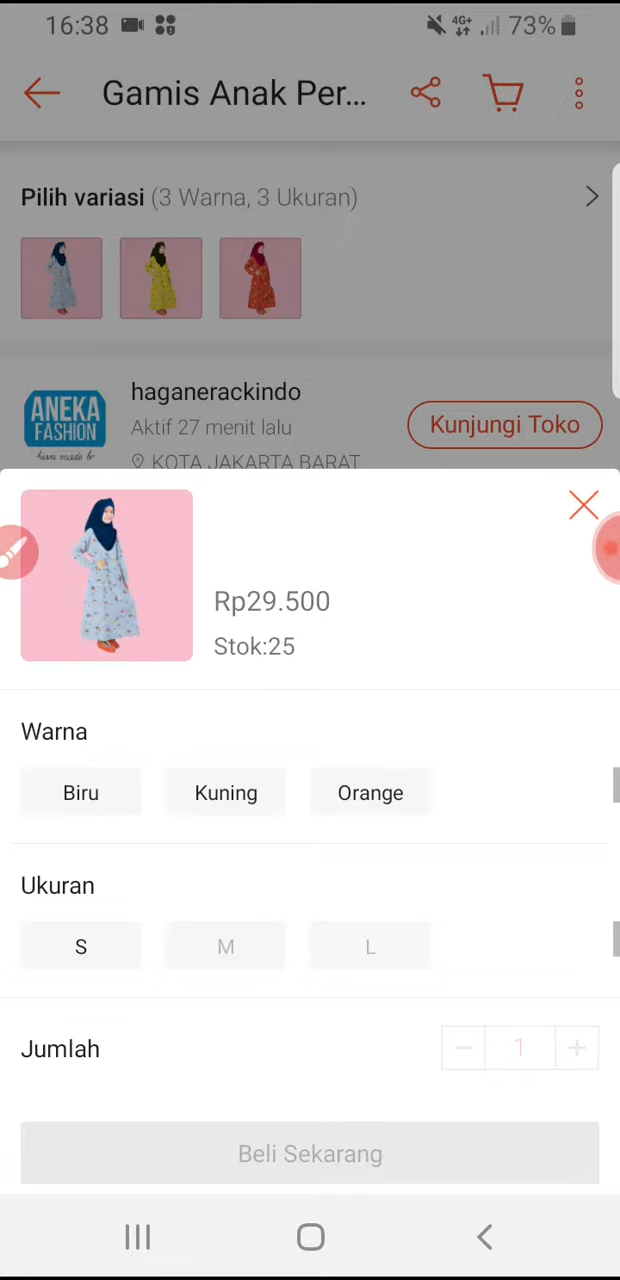 16:38 4G+ 73%
Gamis Anak Per...
Pilih variasi (3 Warna, 3 Ukuran)
ANEKA
FASHION
haganerackindo
Aktif 27 menit lalu
KOTA JAKARTA BARAT
Kunjungi Toko
Rp29.500
Stok:25
Warna
Biru Kuning Orange
Ukuran
S M L
Jumlah
1
Beli Sekarang